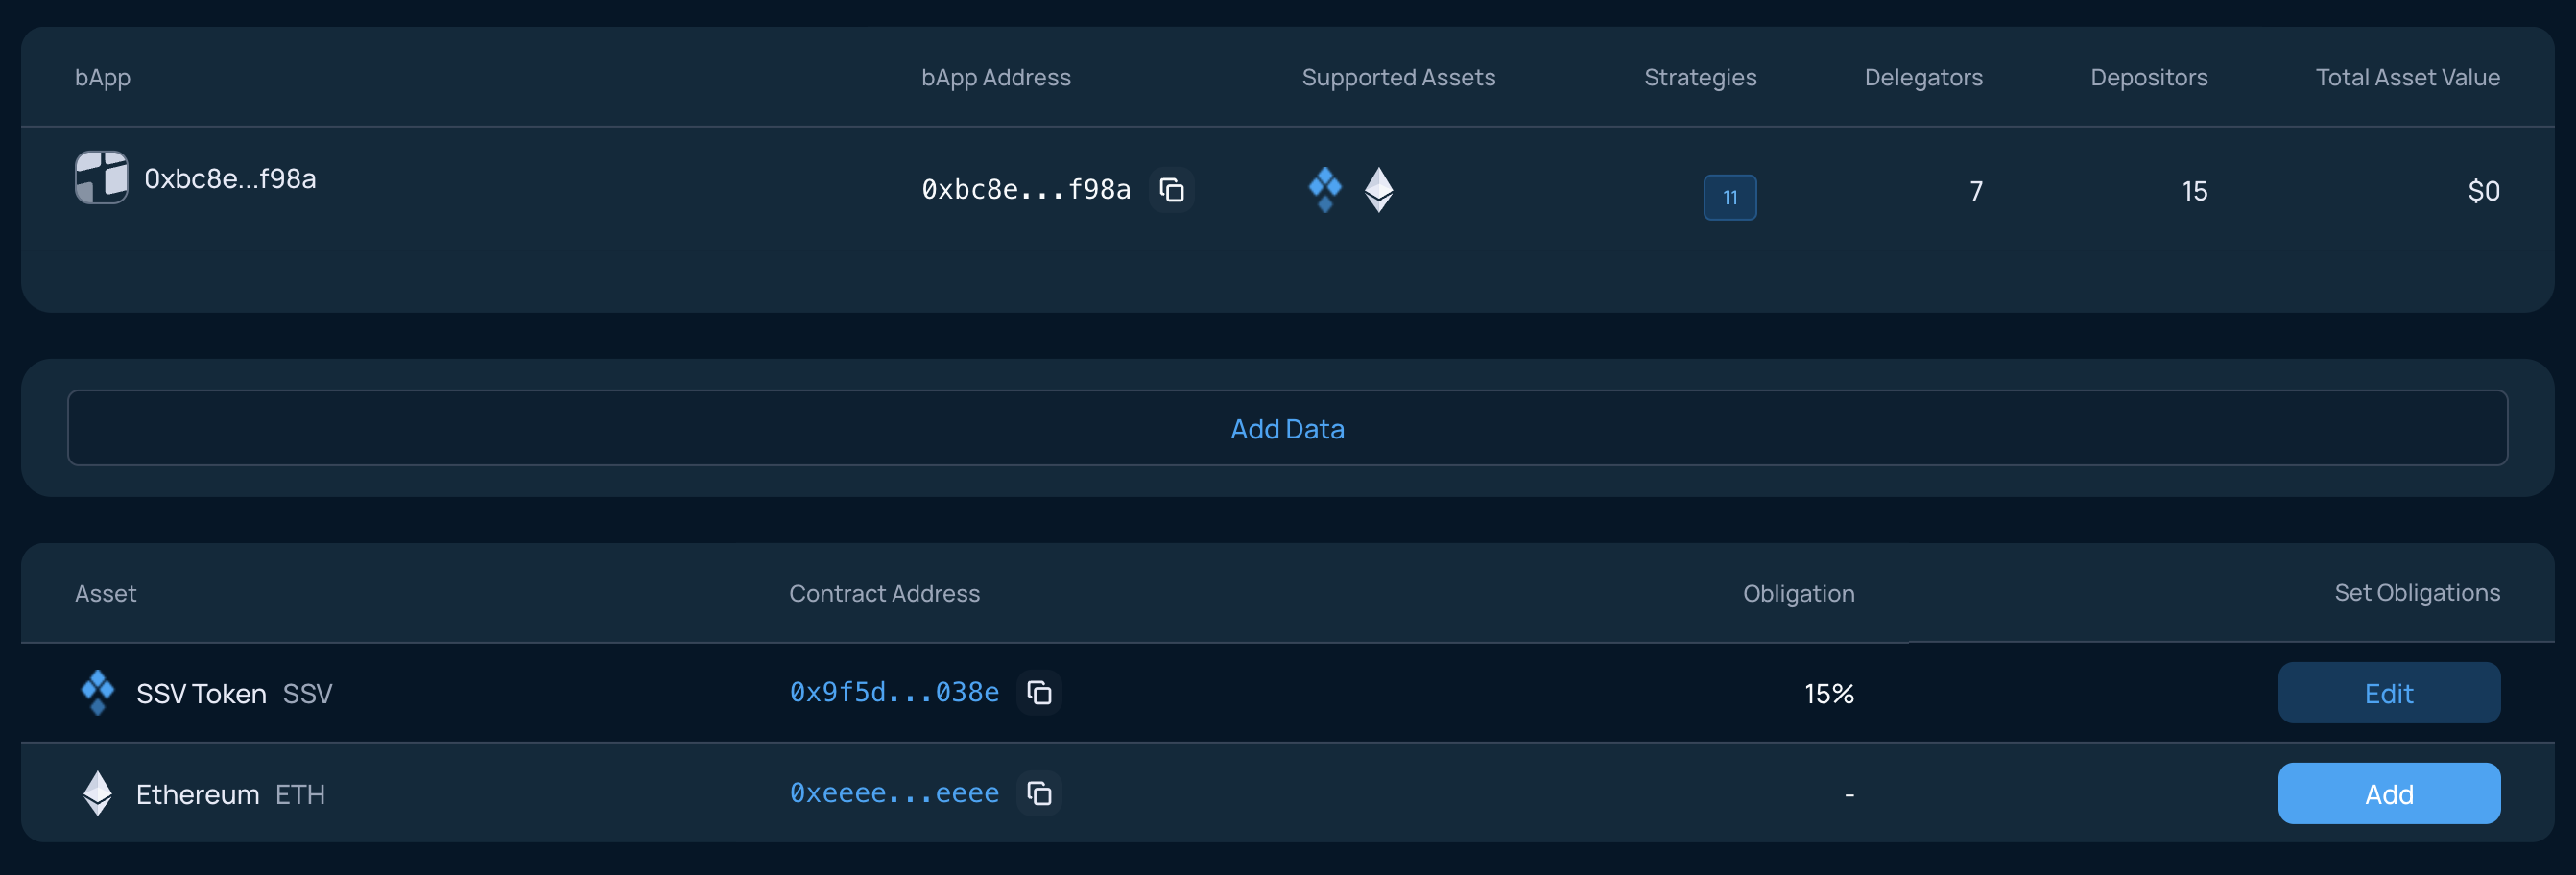 bApp bApp Address Supported Assets Strategies Delegators Depositors Total Asset Value
0xbc8e...f98a 0xbc8e...f98a 11 7 15 $0
Add Data
Asset Contract Address Obligation Set Obligations
SSV Token SSV 0x9f5d...038e 15% Edit
Ethereum ETH 0xeeee...eeee - Add